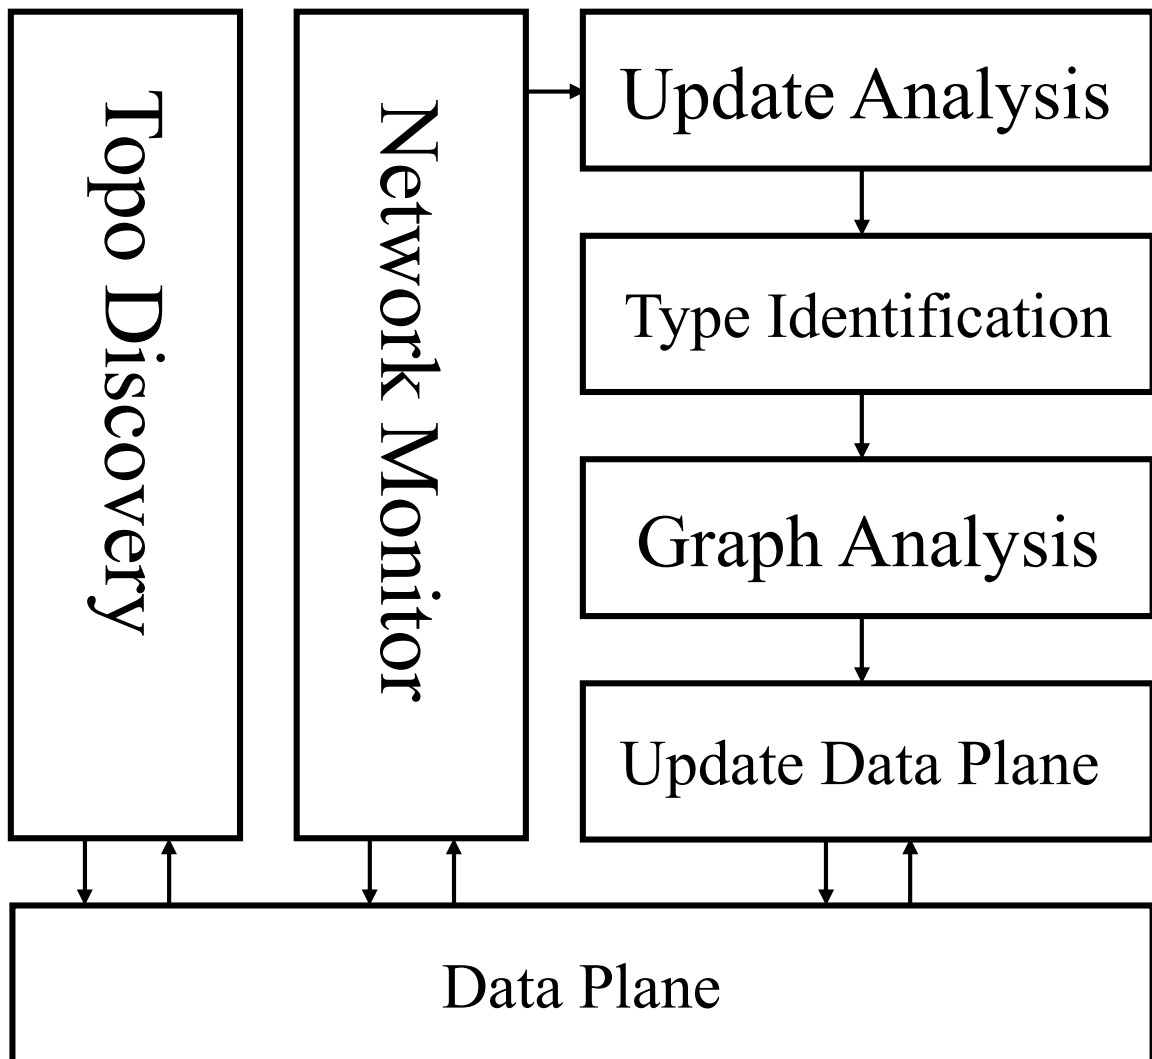 Topo Discovery
Network Monitor
Update Analysis
Type Identification
Graph Analysis
Update Data Plane
Data Plane